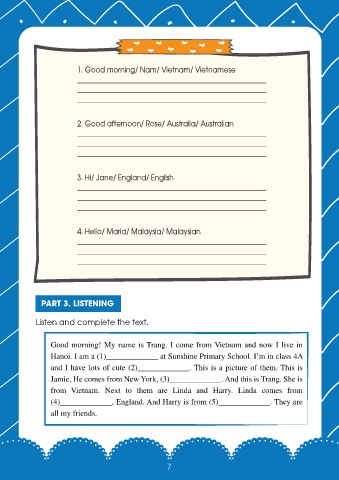 1. Good morning/ Nam/ Vietnam/ Vietnamese
2. Good afternoon/ Rose/ Australia/ Australian
3. Hi/ Jane/ England/ English
4. Hello/ Maria/ Malaysia/ Malaysian
PART 3. LISTENING
Listen and complete the text.
Good morning! My name is Trang. I come from Vietnam and now I live in
Hanoi. I am a (1)_____________ at Sunshine Primary School. I'm in class 4A
and I have lots of cute (2)_____________. This is a picture of them. This is
Jamie. He comes from New York, (3)_____________. And this is Trang. She is
from Vietnam. Next to them are Linda and Harry. Linda comes from
(4)_____________, England. And Harry is from (5)_____________. They are
all my friends.
7